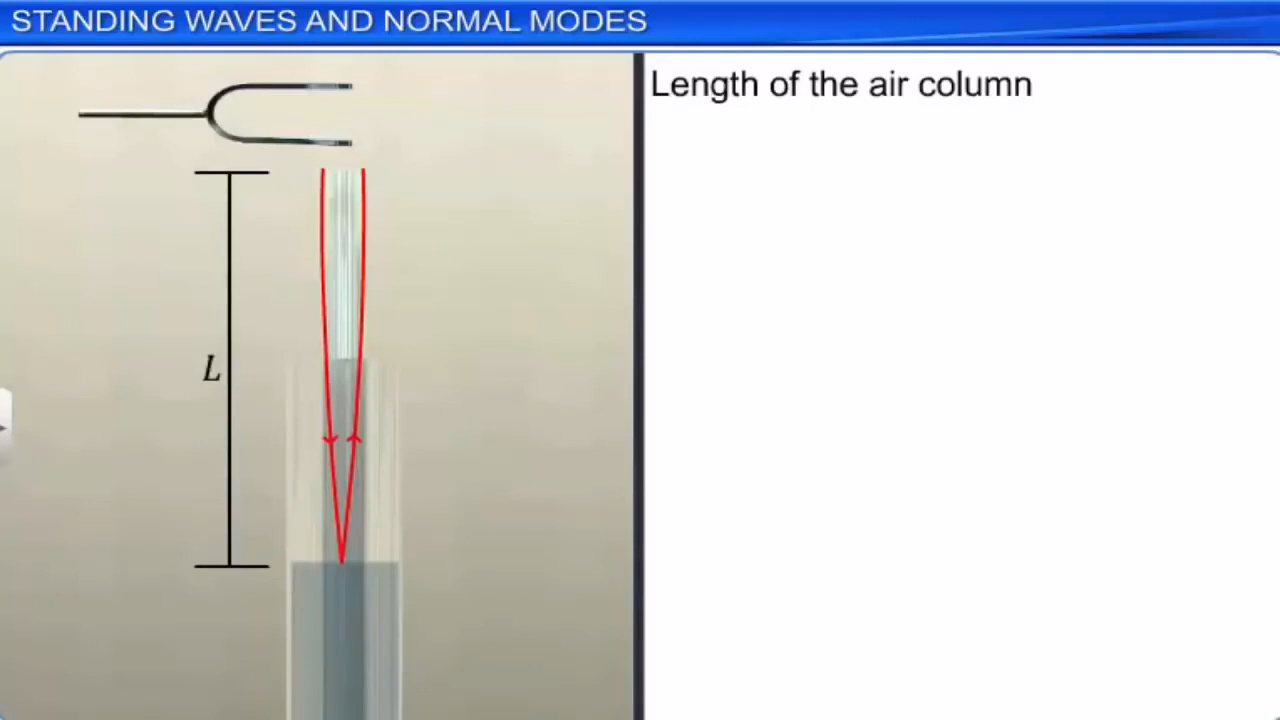 STANDING WAVES AND NORMAL MODES
Length of the air column
L